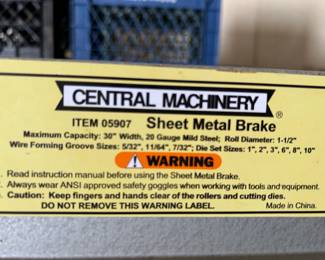 CENTRAL MACHINERY ®
ITEM 05907 Sheet Metal Brake
Maximum Capacity: 30" Width, 20 Gauge Mild Steel; Roll Diameter: 1-1/2"
Wire Forming Groove Sizes: 5/32", 11/64", 7/32"; Die Set Sizes: 1", 2", 3", 6", 8", 10"
WARNING
. Read instruction manual before using the Sheet Metal Brake.
. Always wear ANSI approved safety goggles when working with tools and equipment.
. Caution: Keep fingers and hands clear of the rollers and cutting dies.
DO NOT REMOVE THIS WARNING LABEL. Made in China.